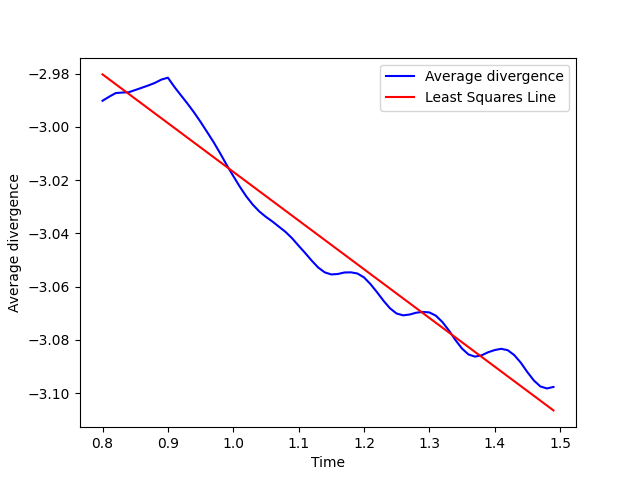 Average divergence
Least Squares Line
−2.98
−3.00
−3.02
−3.04
−3.06
−3.08
−3.10
Average divergence
0.8 0.9 1.0 1.1 1.2 1.3 1.4 1.5
Time